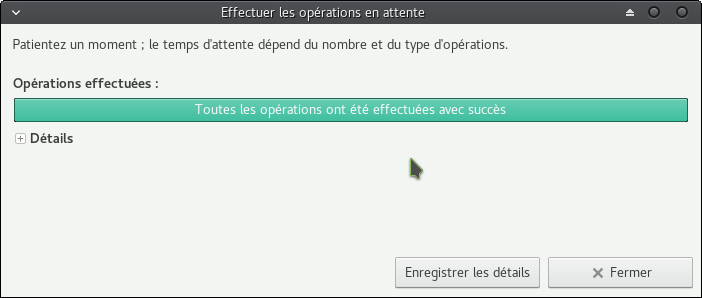 Effectuer les opérations en attente
Patientez un moment ; le temps d'attente dépend du nombre et du type d'opérations.
Opérations effectuées :
Toutes les opérations ont été effectuées avec succès
Détails
Enregistrer les détails
Fermer